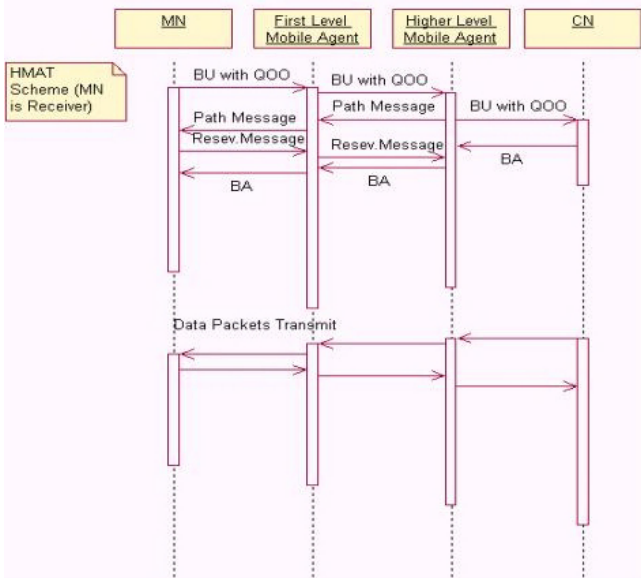 MN
First Level
Mobile Agent
Higher Level
Mobile Agent
CN
HMAT
Scheme (MN
is Receiver)
BU with QOO
BU with QOO
Path Message
BU with QOO
Path Message
Resev.Message
Resev.Message
BA
BA
BA
Data Packets Transmit